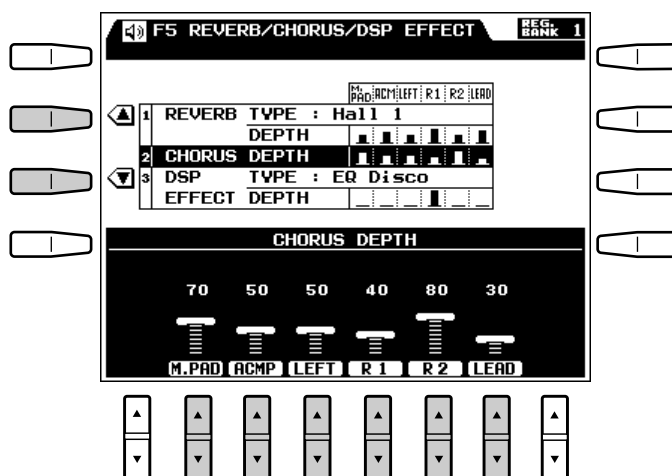 F5 REVERB/CHORUS/DSP EFFECT REG. BANK 1
M. PAD ACM LEFT R1 R2 LEAD
1 REVERB TYPE : Hall 1
DEPTH
2 CHORUS DEPTH
3 DSP TYPE : EQ Disco
EFFECT DEPTH
CHORUS DEPTH
70 50 50 40 80 30
M.PAD ACMP LEFT R 1 R 2 LEAD